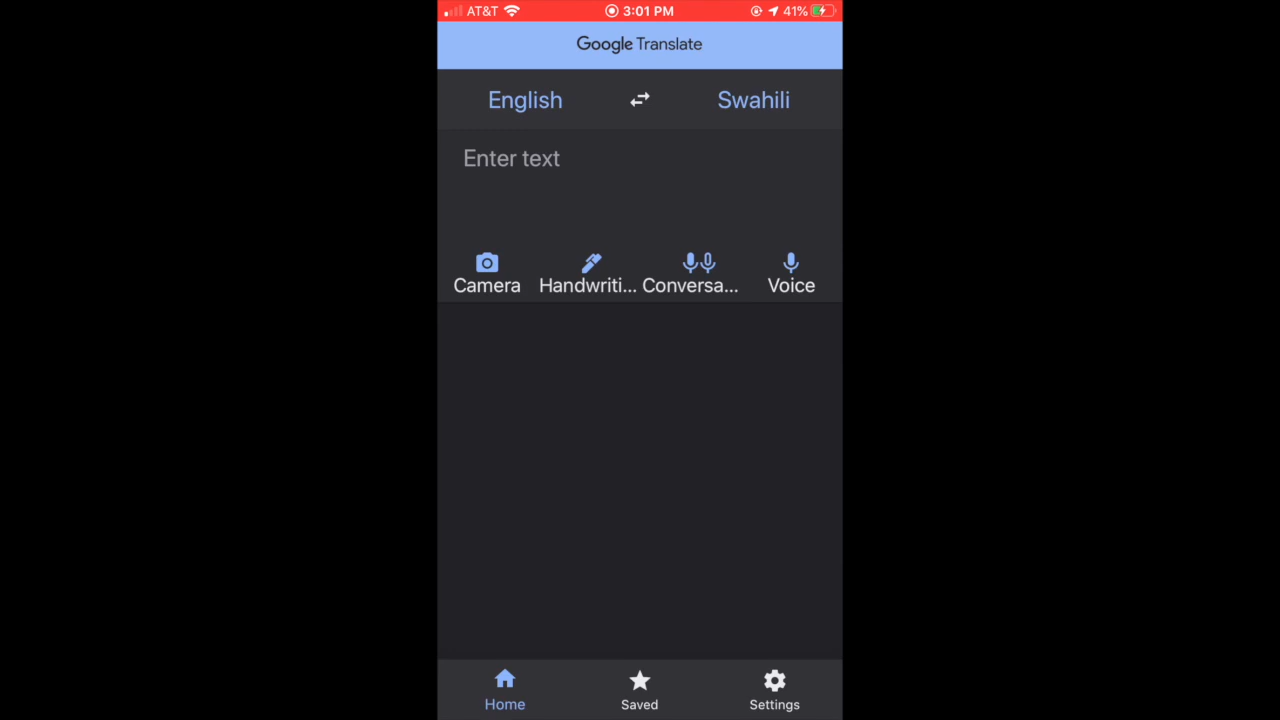 AT&T 3:01 PM 41%
Google Translate
English Swahili
Enter text
Camera Handwriti... Conversa... Voice
Home Saved Settings